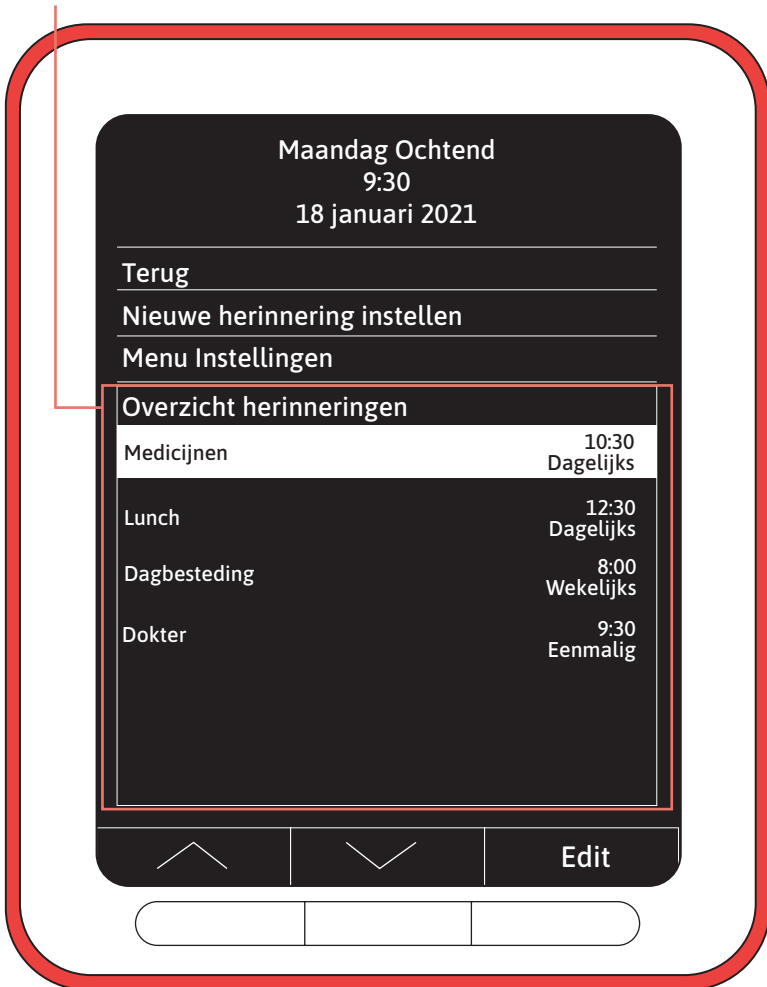 Maandag Ochtend
9:30
18 januari 2021
Terug
Nieuwe herinnering instellen
Menu Instellingen
Overzicht herinneringen
Medicijnen
10:30
Dagelijks
Lunch
12:30
Dagelijks
Dagbesteding
8:00
Wekelijks
Dokter
9:30
Eenmalig
Edit